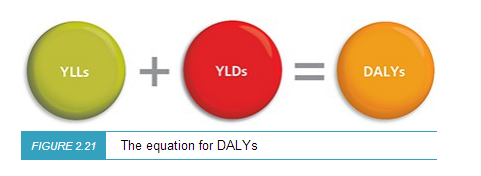 YLLs + YLDs = DALYs
FIGURE 2.21 The equation for DALYs